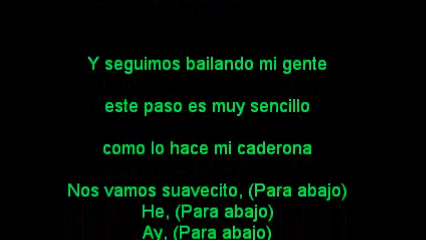 Y seguimos bailando mi gente
este paso es muy sencillo
como lo hace mi caderona
Nos vamos suavecito, (Para abajo)
He, (Para abajo)
Ay, (Para abajo)